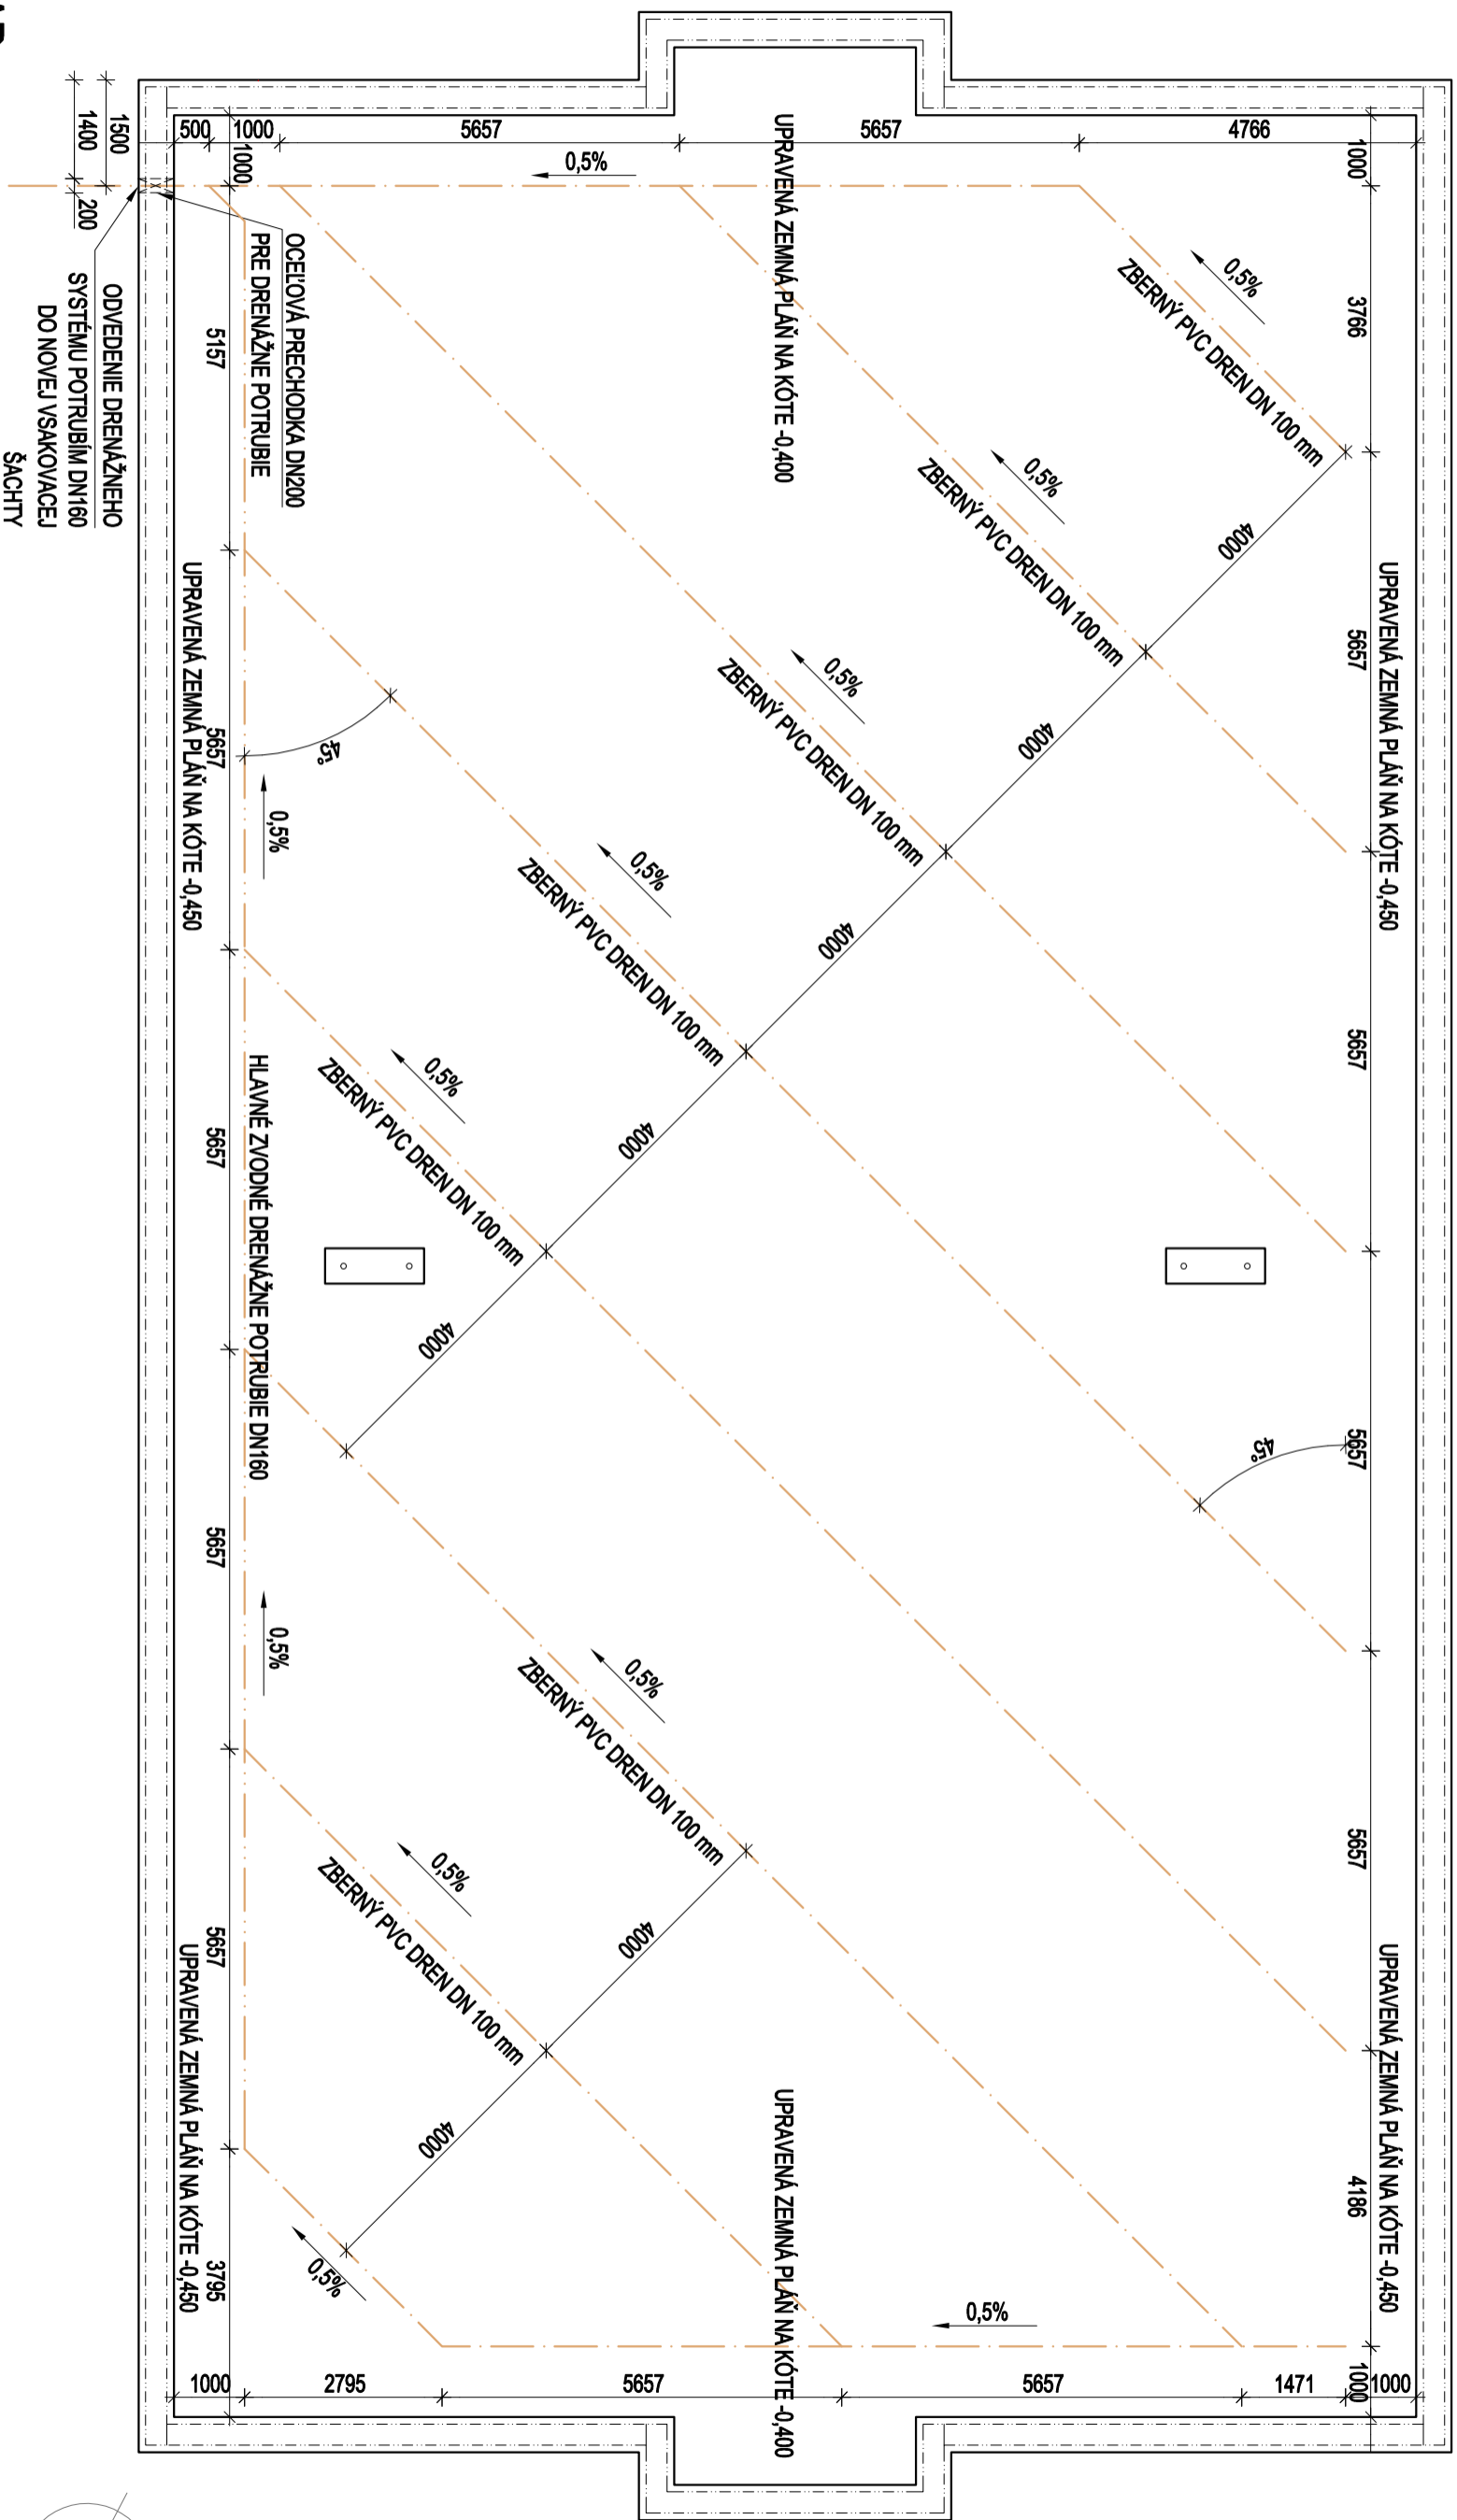 500
1000
5657
5657
4766
1000
1000
1500
1400
200
0,5%
UPRAVENÁ ZEMNÁ PLÁŇ NA KÓTE -0,400
OCEĽOVÁ PRECHODKA DN200
PRE DRENÁŽNE POTRUBIE
ODVEDENIE DRENÁŽNEHO
SYSTÉMU POTRUBÍM DN160
DO NOVEJ VSAKOVACEJ
ŠACHTY
0,5%
ZBERNÝ PVC DREN DN 100 mm
3766
5157
0,5%
ZBERNÝ PVC DREN DN 100 mm
4000
UPRAVENÁ ZEMNÁ PLÁŇ NA KÓTE -0,450
5657
UPRAVENÁ ZEMNÁ PLÁŇ NA KÓTE -0,450
5657
0,5%
ZBERNÝ PVC DREN DN 100 mm
4000
45°
0,5%
0,5%
ZBERNÝ PVC DREN DN 100 mm
4000
5657
0,5%
ZBERNÝ PVC DREN DN 100 mm
4000
5657
HLAVNÉ ZVODNÉ DRENÁŽNE POTRUBIE DN160
4000
45°
5657
5657
0,5%
0,5%
ZBERNÝ PVC DREN DN 100 mm
5657
0,5%
ZBERNÝ PVC DREN DN 100 mm
4000
5657
UPRAVENÁ ZEMNÁ PLÁŇ NA KÓTE -0,450
UPRAVENÁ ZEMNÁ PLÁŇ NA KÓTE -0,450
4000
4186
UPRAVENÁ ZEMNÁ PLÁŇ NA KÓTE -0,400
3795
0,5%
0,5%
1000
2795
5657
5657
1471
1000
1000